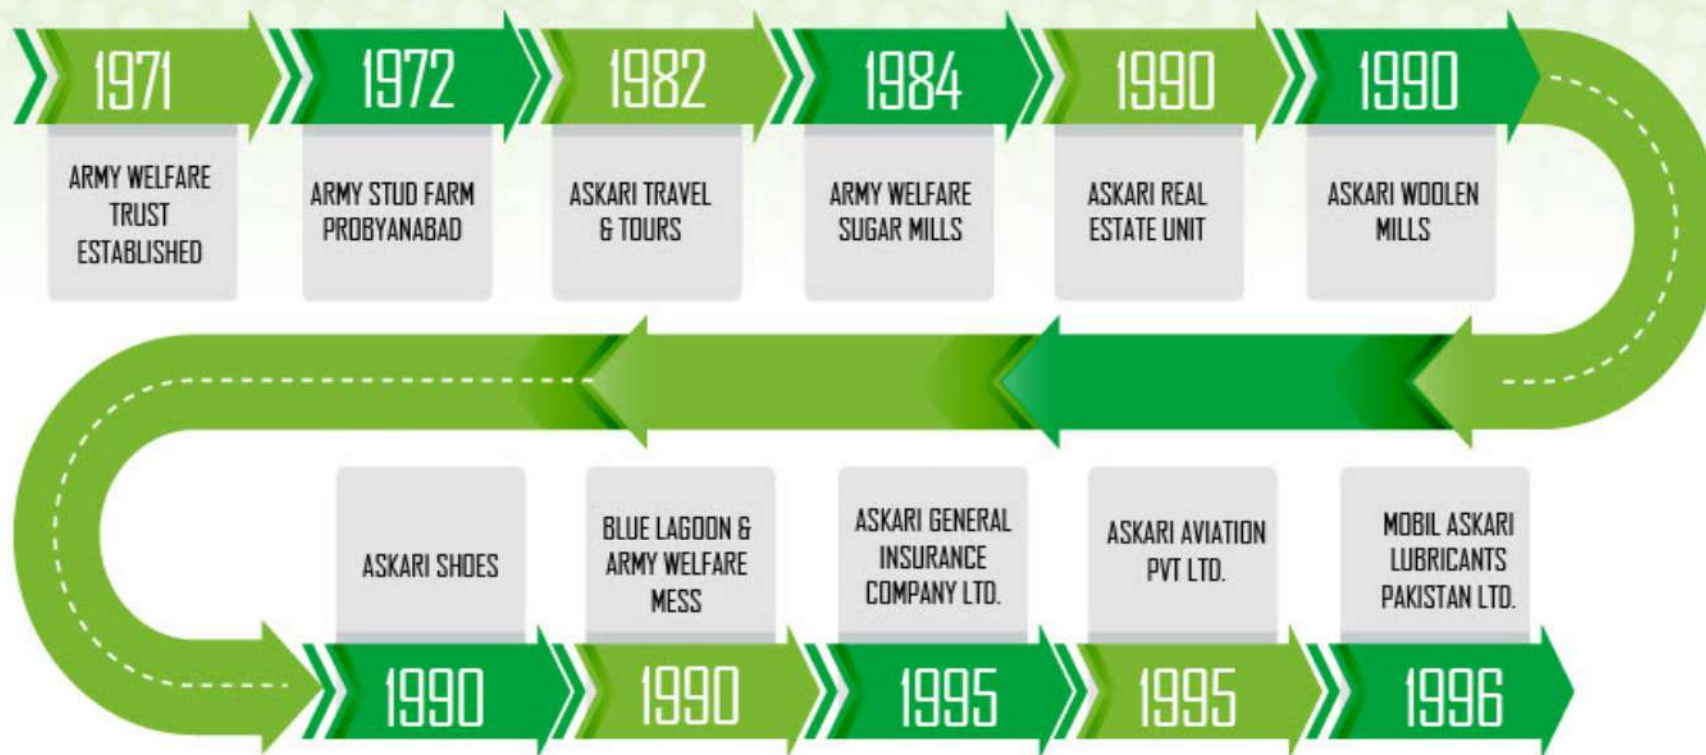 1971
ARMY WELFARE
TRUST
ESTABLISHED
1972
ARMY STUD FARM
PROBYANABAD
1982
ASKARI TRAVEL
& TOURS
1984
ARMY WELFARE
SUGAR MILLS
1990
ASKARI REAL
ESTATE UNIT
1990
ASKARI WOOLEN
MILLS
ASKARI SHOES
1990
BLUE LAGOON &
ARMY WELFARE
MESS
1990
ASKARI GENERAL
INSURANCE
COMPANY LTD.
1995
ASKARI AVIATION
PVT LTD.
1995
MOBIL ASKARI
LUBRICANTS
PAKISTAN LTD.
1996